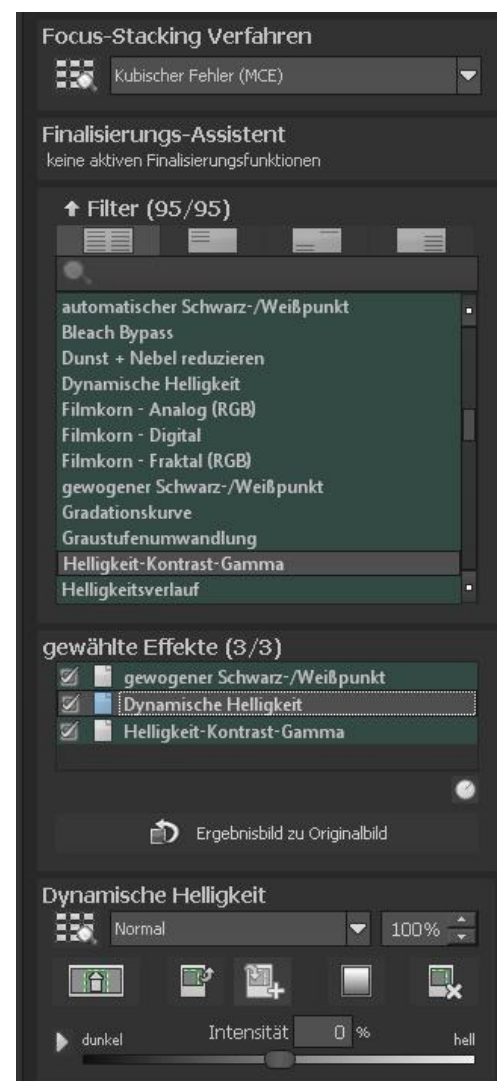 Focus-Stacking Verfahren
Kubischer Fehler (MCE)
Finalisierungs-Assistent
keine aktiven Finalisierungsfunktionen
Filter (95/95)
automatischer Schwarz-/Weißpunkt
Bleach Bypass
Dunst + Nebel reduzieren
Dynamische Helligkeit
Filmkorn - Analog (RGB)
Filmkorn - Digital
Filmkorn - Fraktal (RGB)
gewogener Schwarz-/Weißpunkt
Gradationskurve
Graustufenumwandlung
Helligkeit-Kontrast-Gamma
Helligkeitsverlauf
gewählte Effekte (3/3)
gewogener Schwarz-/Weißpunkt
Dynamische Helligkeit
Helligkeit-Kontrast-Gamma
Ergebnisbild zu Originalbild
Dynamische Helligkeit
Normal 100%
dunkel Intensität 0 % hell